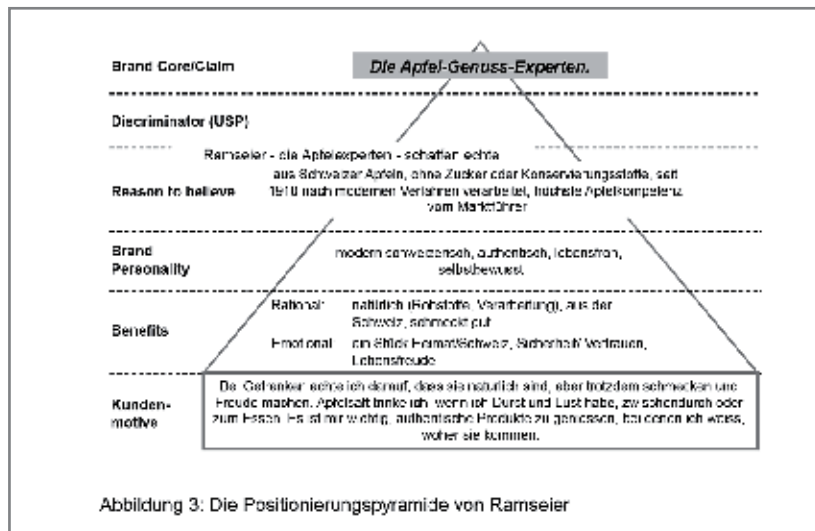 Brand Core/Claim
Die Apfel-Genuss-Experten.
Discriminator (USP)
Ramseier - die Apfelexperten - schaffen echte
Reason to believe
aus Schweizer Äpfeln, ohne Zucker oder Konservierungsstoffe, seit
1910 nach modernen Verfahren verarbeitet, höchste Apfelkompetenz
vom Marktführer
Brand
Personality
modern schweizerisch, authentisch, lebensfroh,
selbstbewusst
Benefits
Rational:
natürlich (Rohstoffe, Verarbeitung), aus der
Schweiz, schmeckt gut
Emotional:
ein Stück Heimat/Schweiz, Sicherheit/ Vertrauen,
Lebensfreude
Kunden-
motive
Bei Getränken achte ich darauf, dass sie natürlich sind, aber trotzdem schmecken und
Freude machen. Apfelsaft trinke ich, wenn ich Durst und Lust habe, zwischendurch oder
zum Essen. Es ist mir wichtig, authentische Produkte zu geniessen, bei denen ich weiss,
woher sie kommen.
Abbildung 3: Die Positionierungspyramide von Ramseier